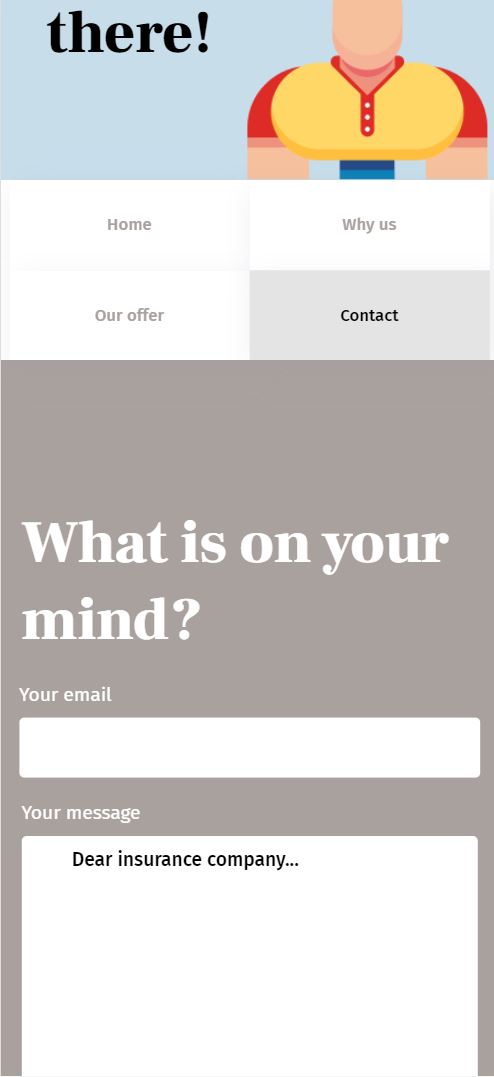 there!
Home
Why us
Our offer
Contact
What is on your
mind?
Your email
Your message
Dear insurance company...